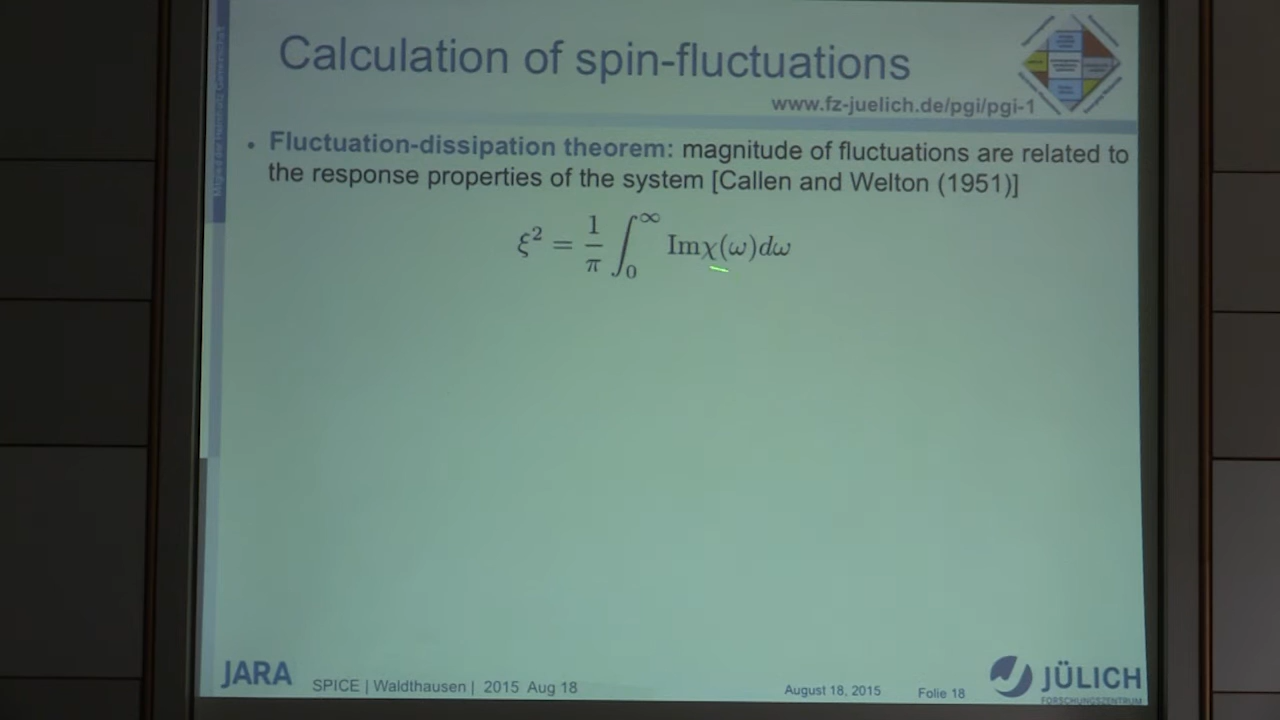 Calculation of spin-fluctuations
www.fz-juelich.de/pgi/pgi-1
• Fluctuation-dissipation theorem: magnitude of fluctuations are related to
the response properties of the system [Callen and Welton (1951)]
ξ² = 1/π ∫₀^∞ Imχ(ω)dω
JARA
SPICE | Waldthausen | 2015 Aug 18
August 18, 2015
Folie 18
JÜLICH
FORSCHUNGSZENTRUM